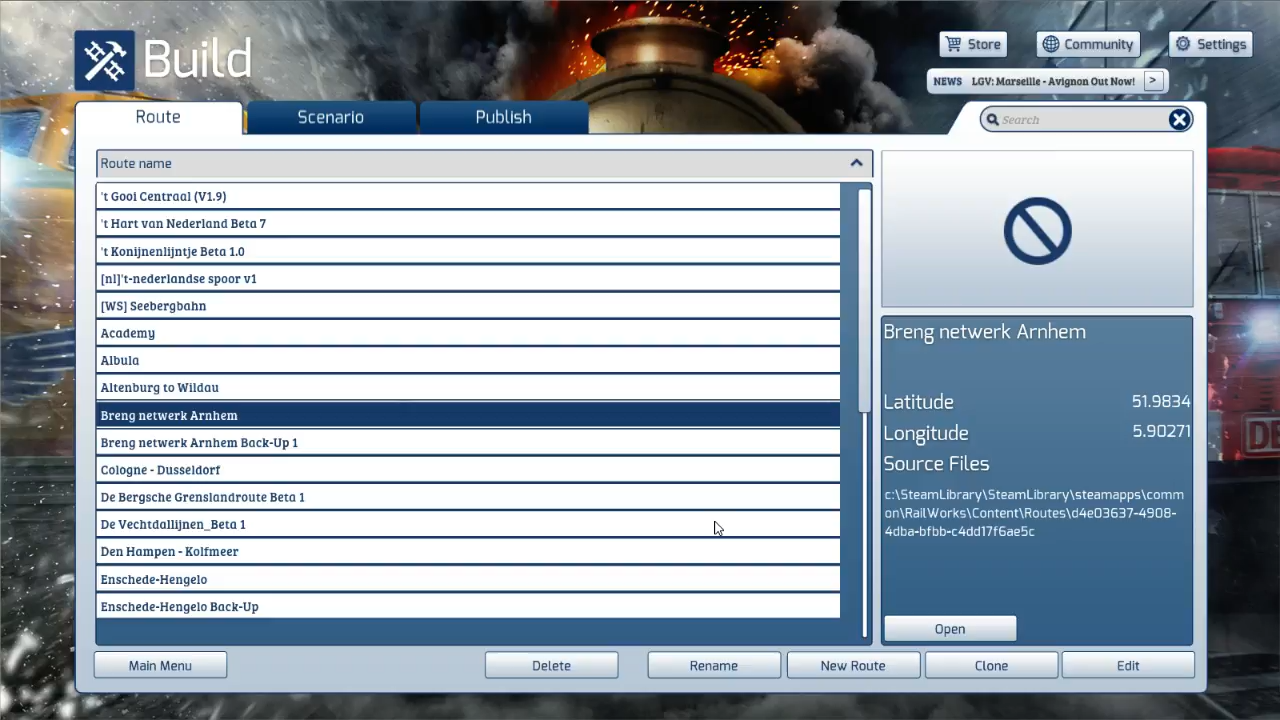 Build
Store
Community
Settings
NEWS LGV: Marseille - Avignon Out Now! >
Route
Scenario
Publish
Search
Route name
't Gooi Centraal (V1.9)
't Hart van Nederland Beta 7
't Konijnenlijntje Beta 1.0
[nl]'t-nederlandse spoor v1
[WS] Seebergbahn
Academy
Albula
Altenburg to Wildau
Breng netwerk Arnhem
Breng netwerk Arnhem Back-Up 1
Cologne - Dusseldorf
De Bergsche Grenslandroute Beta 1
De Vechtdallijnen_Beta 1
Den Hampen - Kolfmeer
Enschede-Hengelo
Enschede-Hengelo Back-Up
Breng netwerk Arnhem
Latitude 51.9834
Longitude 5.90271
Source Files
c:\SteamLibrary\SteamLibrary\steamapps\comm
on\RailWorks\Content\Routes\d4e03637-4908-
4dba-bfbb-c4dd17f6ae5c
Open
Main Menu
Delete
Rename
New Route
Clone
Edit
DB